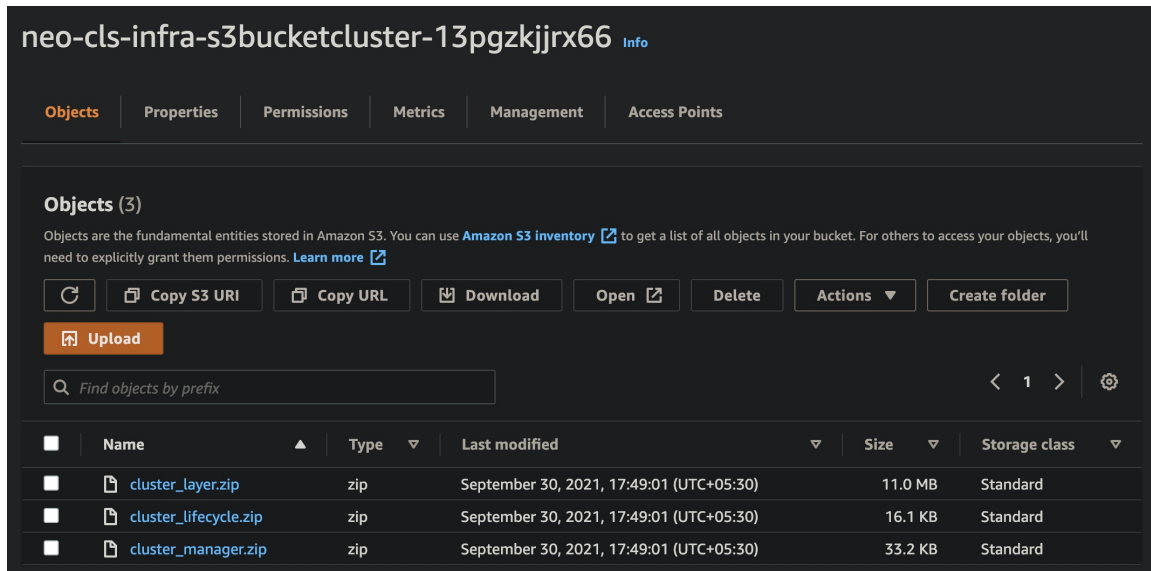 neo-cls-infra-s3bucketcluster-13pgzkjjrx66 Info
Objects Properties Permissions Metrics Management Access Points
Objects (3)
Objects are the fundamental entities stored in Amazon S3. You can use Amazon S3 inventory to get a list of all objects in your bucket. For others to access your objects, you'll
need to explicitly grant them permissions. Learn more
Copy S3 URI Copy URL Download Open Delete Actions Create folder
Upload
Find objects by prefix
1
Name Type Last modified Size Storage class
cluster_layer.zip zip September 30, 2021, 17:49:01 (UTC+05:30) 11.0 MB Standard
cluster_lifecycle.zip zip September 30, 2021, 17:49:01 (UTC+05:30) 16.1 KB Standard
cluster_manager.zip zip September 30, 2021, 17:49:01 (UTC+05:30) 33.2 KB Standard